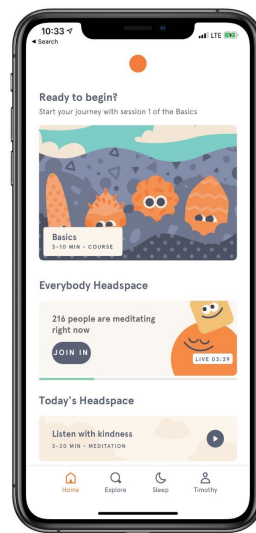 10:33
Search
LTE
Ready to begin?
Start your journey with session 1 of the Basics
Basics
3-10 MIN • COURSE
Everybody Headspace
216 people are meditating
right now
JOIN IN
LIVE 03:39
Today's Headspace
Listen with kindness
3-20 MIN • MEDITATION
Home
Explore
Sleep
Timothy